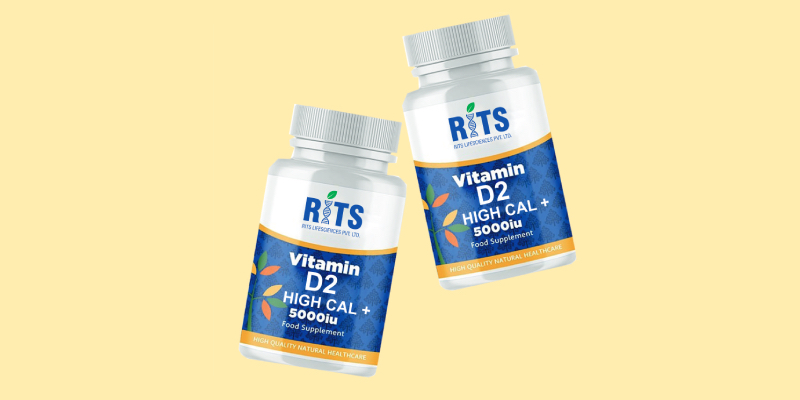 RITS
RITS LIFESCIENCES PVT. LTD.
Vitamin
D2
HIGH CAL +
5000iu
Food Supplement
HIGH QUALITY NATURAL HEALTHCARE
RITS
RITS LIFESCIENCES PVT. LTD.
Vitamin
D2
HIGH CAL +
5000iu
Food Supplement
HIGH QUALITY NATURAL HEALTHCARE